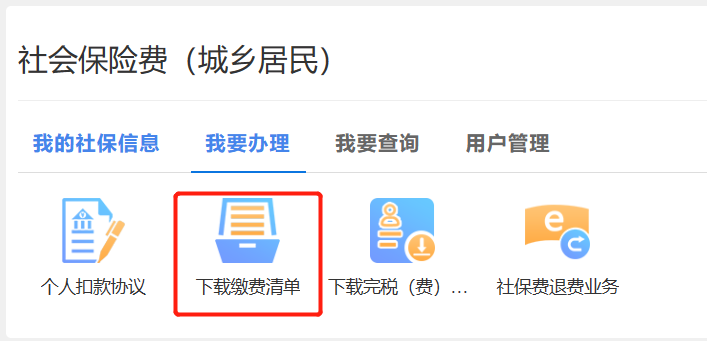 社会保险费（城乡居民）
我的社保信息 我要办理 我要查询 用户管理
e
个人扣款协议 下载缴费清单 下载完税（费）... 社保费退费业务